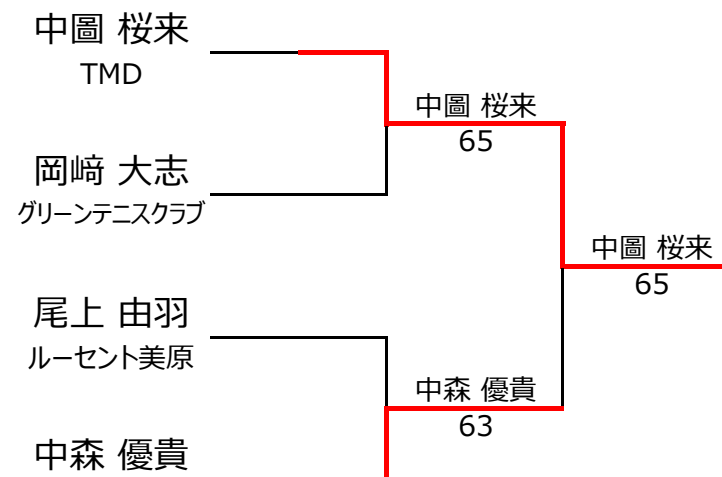 中圖 桜来
TMD
中圖 桜来
65
岡﨑 大志
グリーンテニスクラブ
中圖 桜来
65
尾上 由羽
ルーセント美原
中森 優貴
63
中森 優貴